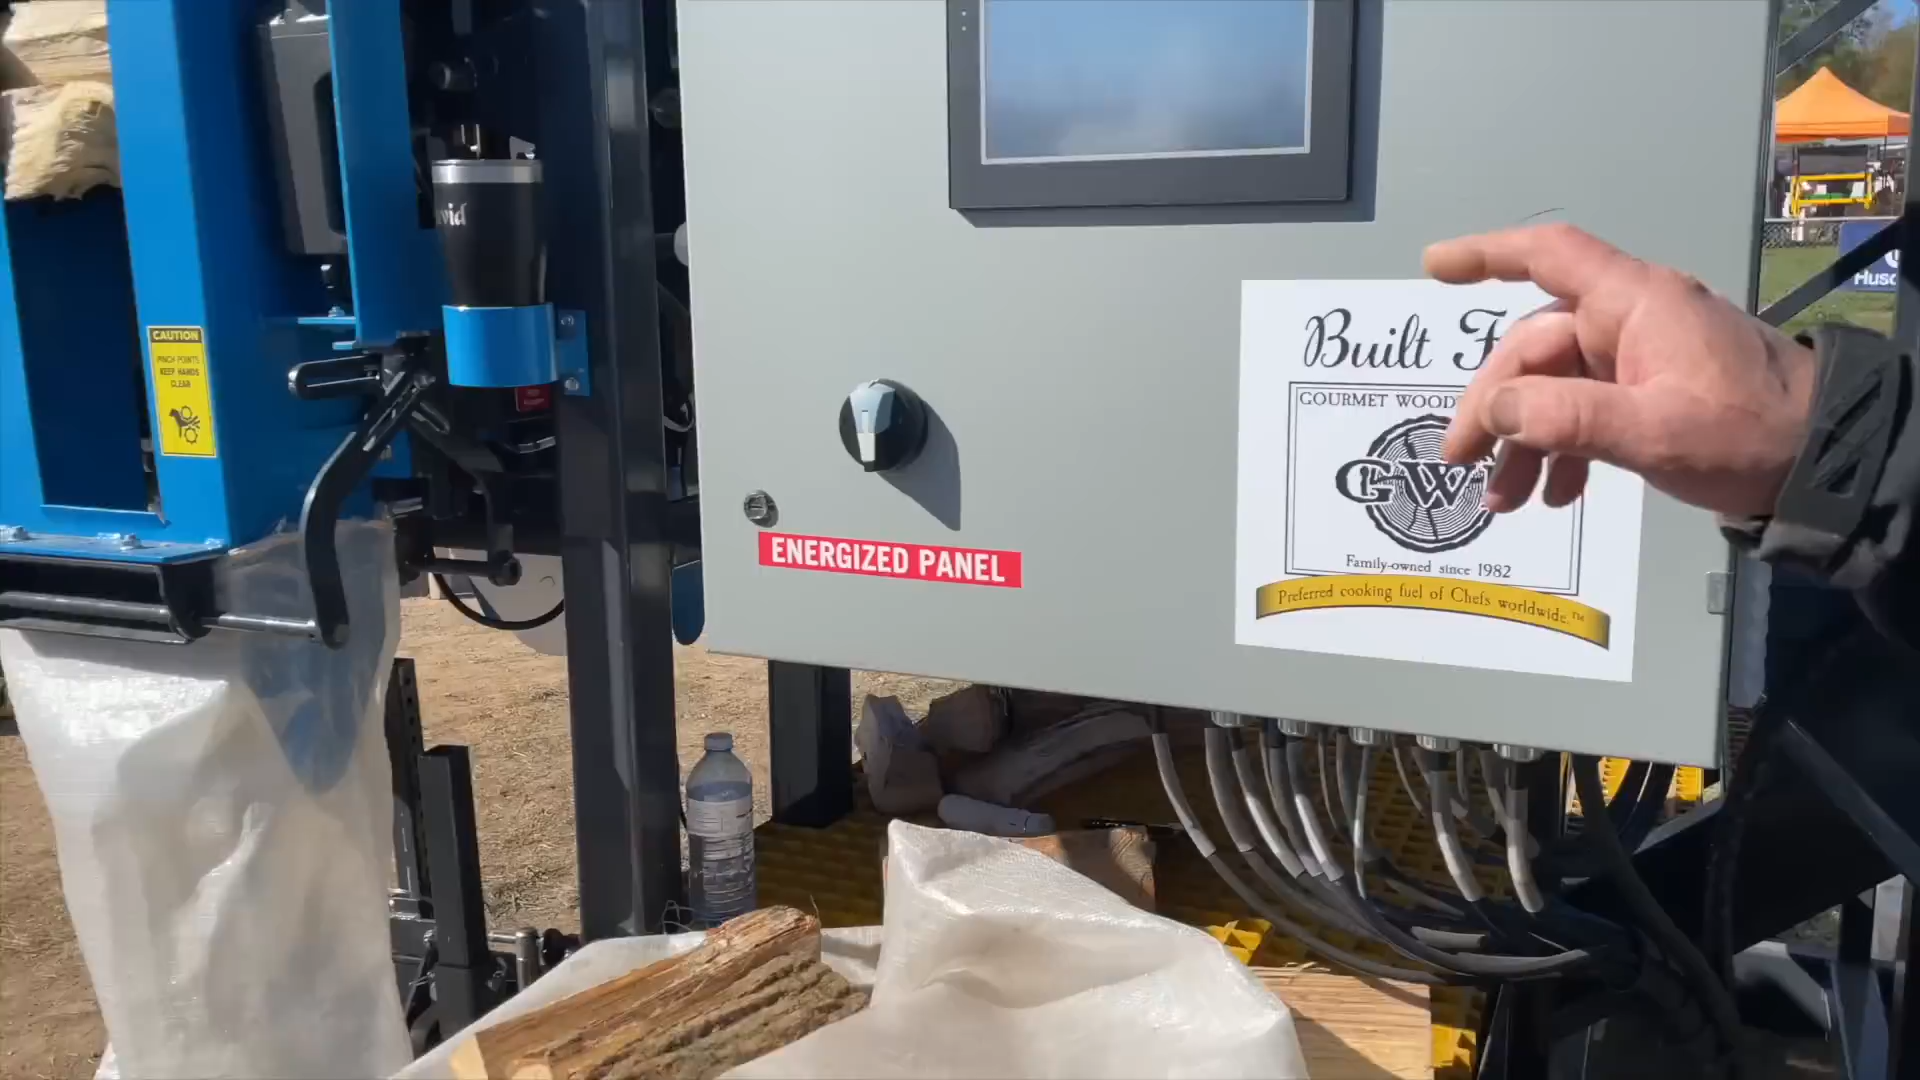 CAUTION
PINCH POINTS
KEEP HANDS
CLEAR
ENERGIZED PANEL
Built
GOURMET WOOD
GW
Family-owned since 1982
Preferred cooking fuel of Chefs worldwide.™